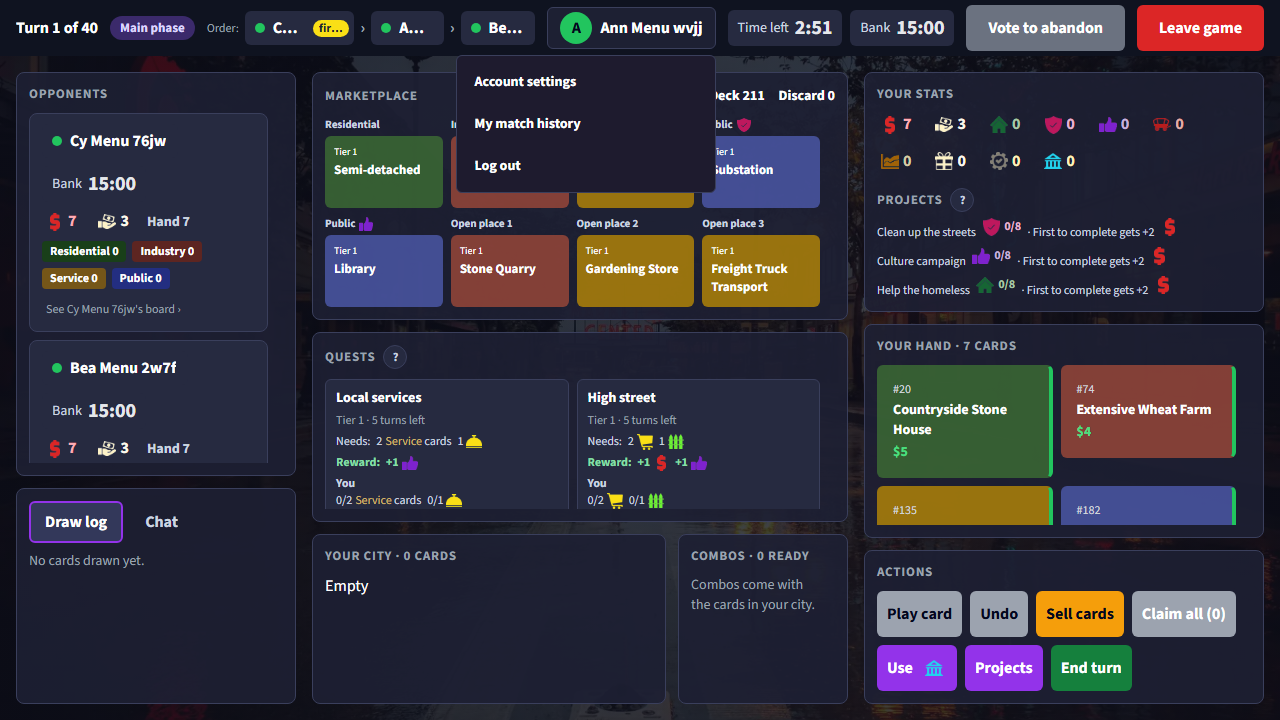 Turn 1 of 40 Main phase Order: C... fir... › A... › Be... A Ann Menu wvjj Time left 2:51 Bank 15:00 Vote to abandon Leave game
OPPONENTS
Cy Menu 76jw
Bank 15:00
7 3 Hand 7
Residential 0 Industry 0
Service 0 Public 0
See Cy Menu 76jw's board ›
Bea Menu 2w7f
Bank 15:00
7 3 Hand 7
Draw log Chat
No cards drawn yet.
Account settings
My match history
Log out
MARKETPLACE Deck 211 Discard 0
Residential
Tier 1
Semi-detached
Tier 1
Substation
Public Open place 1 Open place 2 Open place 3
Tier 1 Tier 1 Tier 1 Tier 1
Library Stone Quarry Gardening Store Freight Truck
Transport
QUESTS ?
Local services
Tier 1 · 5 turns left
Needs: 2 Service cards 1
Reward: +1
You
0/2 Service cards 0/1
High street
Tier 1 · 5 turns left
Needs: 2 1
Reward: +1 +1
You
0/2 0/1
YOUR CITY · 0 CARDS
Empty
COMBOS · 0 READY
Combos come with
the cards in your city.
YOUR STATS
7 3 0 0 0 0
0 0 0 0
PROJECTS ?
Clean up the streets 0/8 · First to complete gets +2
Culture campaign 0/8 · First to complete gets +2
Help the homeless 0/8 · First to complete gets +2
YOUR HAND · 7 CARDS
#20
Countryside Stone
House
$5
#74
Extensive Wheat Farm
$4
#135 #182
ACTIONS
Play card Undo Sell cards Claim all (0)
Use Projects End turn